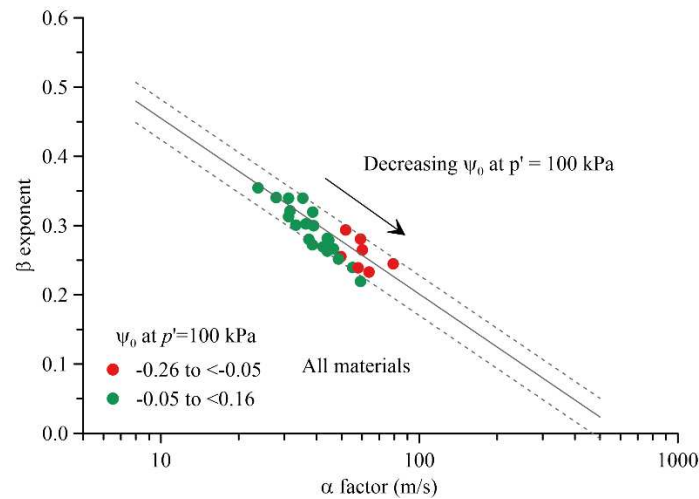 0.6
0.5
0.4
0.3
0.2
0.1
0.0
β exponent
Decreasing ψ₀ at p' = 100 kPa
ψ₀ at p'=100 kPa
-0.26 to <-0.05
-0.05 to <0.16
All materials
10
100
1000
α factor (m/s)